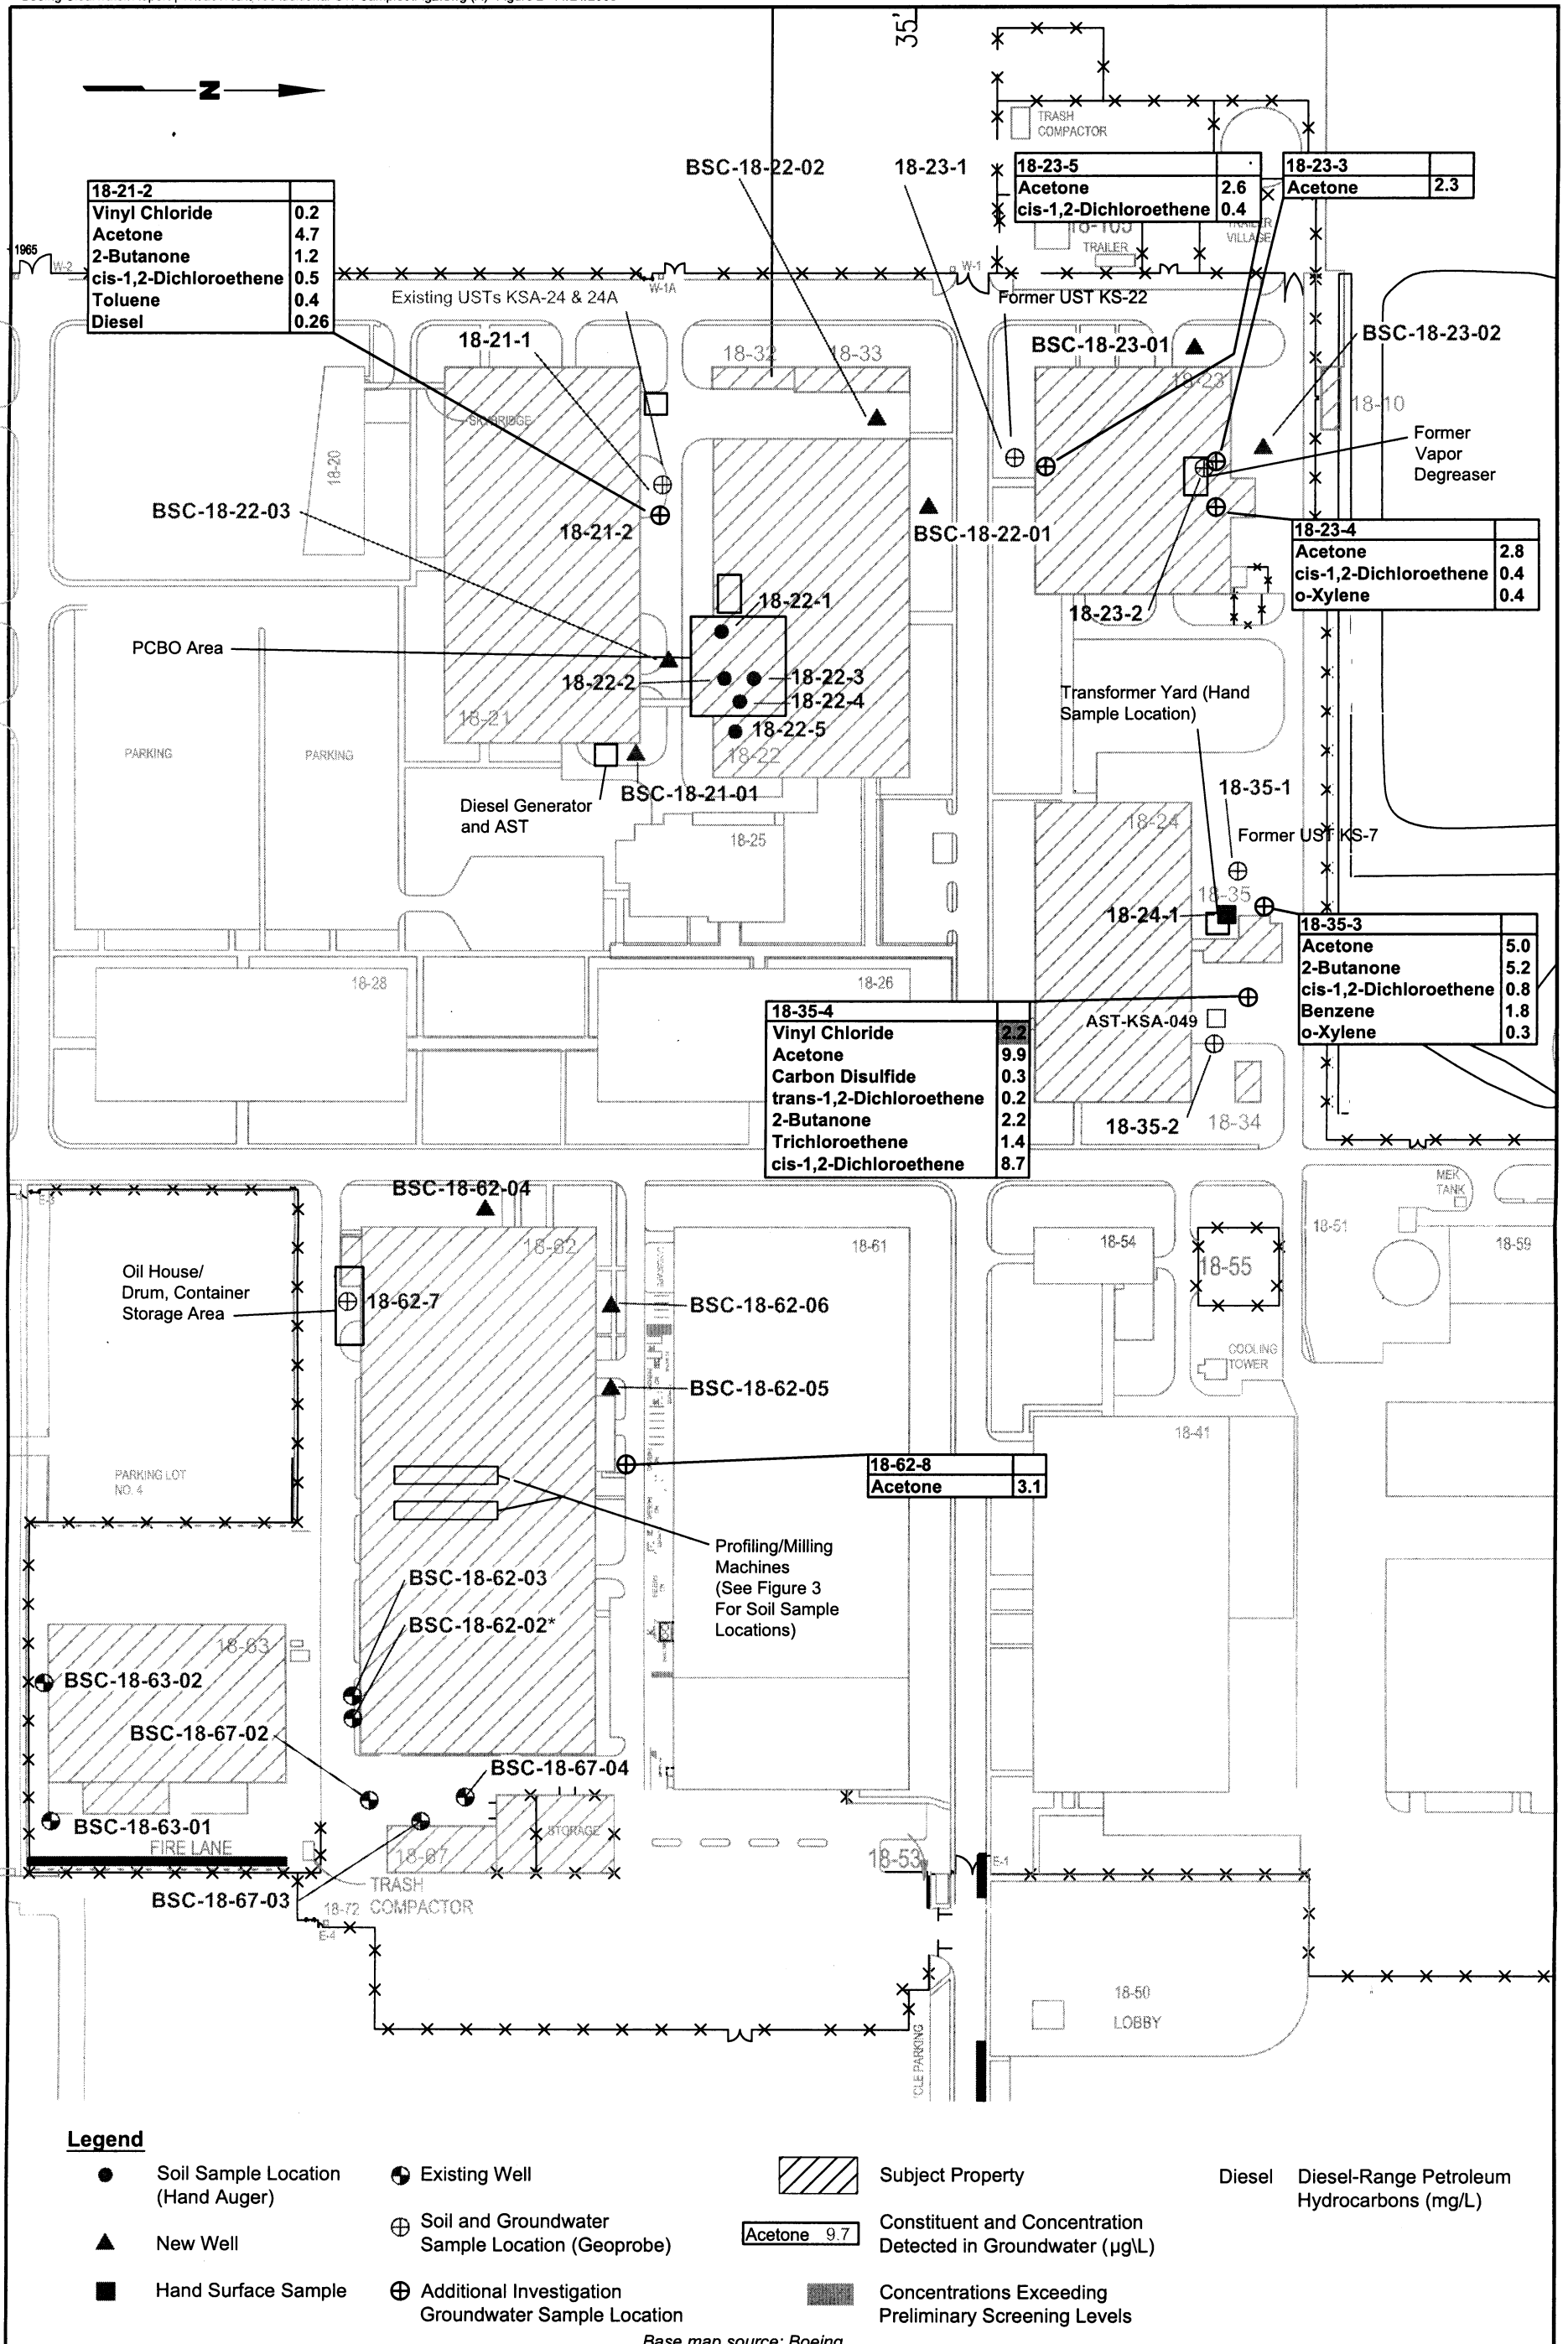 35'
N
TRASH
COMPACTOR
BSC-18-22-02
18-23-1
18-23-5
Acetone 2.6
cis-1,2-Dichloroethene 0.4
18-23-3
Acetone 2.3
18-21-2
Vinyl Chloride 0.2
Acetone 4.7
2-Butanone 1.2
cis-1,2-Dichloroethene 0.5
Toluene 0.4
Diesel 0.26
1965
W-2
18-105
TRAILER
TRAILER
VILLAGE
W-1A
W-1
Existing USTs KSA-24 & 24A
Former UST KS-22
18-21-1
18-32
18-33
BSC-18-23-01
BSC-18-23-02
18-23
18-10
SKYBRIDGE
18-20
Former
Vapor
Degreaser
BSC-18-22-03
18-21-2
BSC-18-22-01
18-23-4
Acetone 2.8
cis-1,2-Dichloroethene 0.4
o-Xylene 0.4
18-22-1
18-23-2
PCBO Area
18-22-2
18-22-3
18-22-4
18-22-5
Transformer Yard (Hand
Sample Location)
18-21
18-22
PARKING
PARKING
BSC-18-21-01
Diesel Generator
and AST
18-25
18-24
18-35-1
Former UST KS-7
18-35
18-24-1
18-35-3
Acetone 5.0
2-Butanone 5.2
cis-1,2-Dichloroethene 0.8
Benzene 1.8
o-Xylene 0.3
18-28
18-26
18-35-4
Vinyl Chloride 2.2
Acetone 9.9
Carbon Disulfide 0.3
trans-1,2-Dichloroethene 0.2
2-Butanone 2.2
Trichloroethene 1.4
cis-1,2-Dichloroethene 8.7
AST-KSA-049
18-35-2
18-34
BSC-18-62-04
MEK
TANK
18-62
18-61
18-54
18-55
18-51
18-59
Oil House/
Drum, Container
Storage Area
18-62-7
BSC-18-62-06
COOLING
TOWER
BSC-18-62-05
18-41
PARKING LOT
NO. 4
18-62-8
Acetone 3.1
Profiling/Milling
Machines
(See Figure 3
For Soil Sample
Locations)
BSC-18-62-03
BSC-18-62-02*
18-63
BSC-18-63-02
BSC-18-67-02
BSC-18-67-04
BSC-18-63-01
FIRE LANE
STORAGE
18-67
18-53
E-1
TRASH
COMPACTOR
BSC-18-67-03
18-72
E-4
18-50
LOBBY
CLE PARKING
Legend
Soil Sample Location
(Hand Auger)
New Well
Hand Surface Sample
Existing Well
Soil and Groundwater
Sample Location (Geoprobe)
Additional Investigation
Groundwater Sample Location
Subject Property
Acetone 9.7
Constituent and Concentration
Detected in Groundwater (µg\L)
Concentrations Exceeding
Preliminary Screening Levels
Diesel Diesel-Range Petroleum
Hydrocarbons (mg/L)
Base map source: Boeing